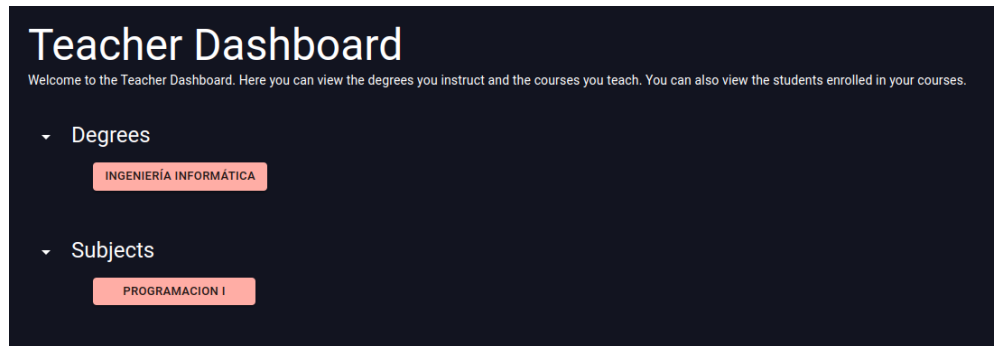 Teacher Dashboard
Welcome to the Teacher Dashboard. Here you can view the degrees you instruct and the courses you teach. You can also view the students enrolled in your courses.
Degrees
INGENIERÍA INFORMÁTICA
Subjects
PROGRAMACION I